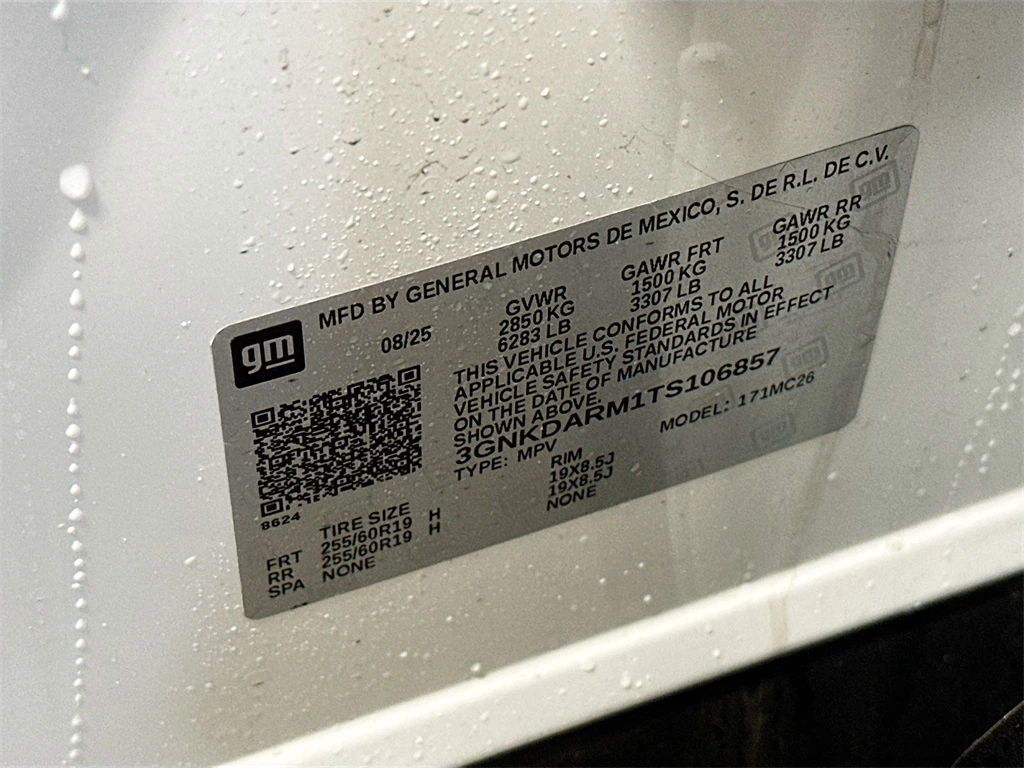 MFD BY GENERAL MOTORS DE MEXICO, S. DE R.L. DE C.V.
gm
08/25
GVWR
2850 KG
6283 LB
GAWR FRT
1500 KG
3307 LB
GAWR RR
1500 KG
3307 LB
THIS VEHICLE CONFORMS TO ALL
APPLICABLE U.S. FEDERAL MOTOR
VEHICLE SAFETY STANDARDS IN EFFECT
ON THE DATE OF MANUFACTURE
SHOWN ABOVE.
3GNKDARM1TS106857
TYPE: MPV
MODEL: 171MC26
8624
TIRE SIZE RIM
FRT 255/60R19 H 19X8.5J
RR 255/60R19 H 19X8.5J
SPA NONE NONE